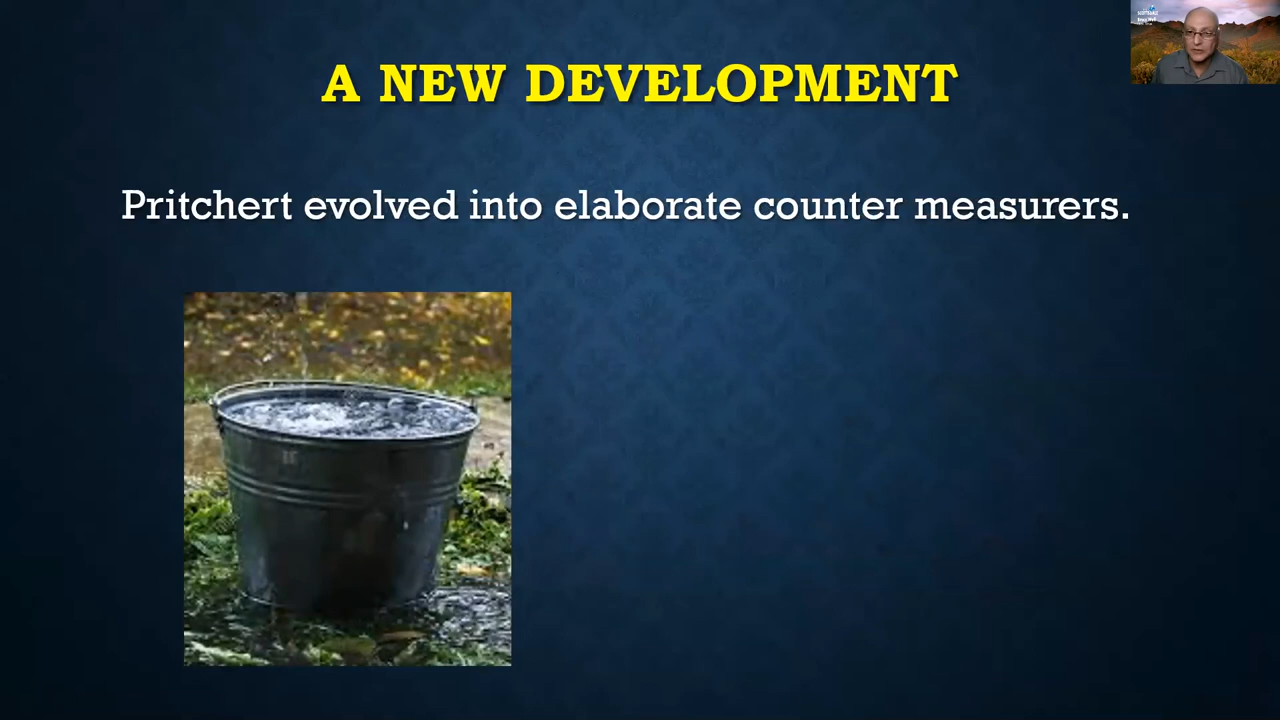 A NEW DEVELOPMENT
Pritchert evolved into elaborate counter measurers.